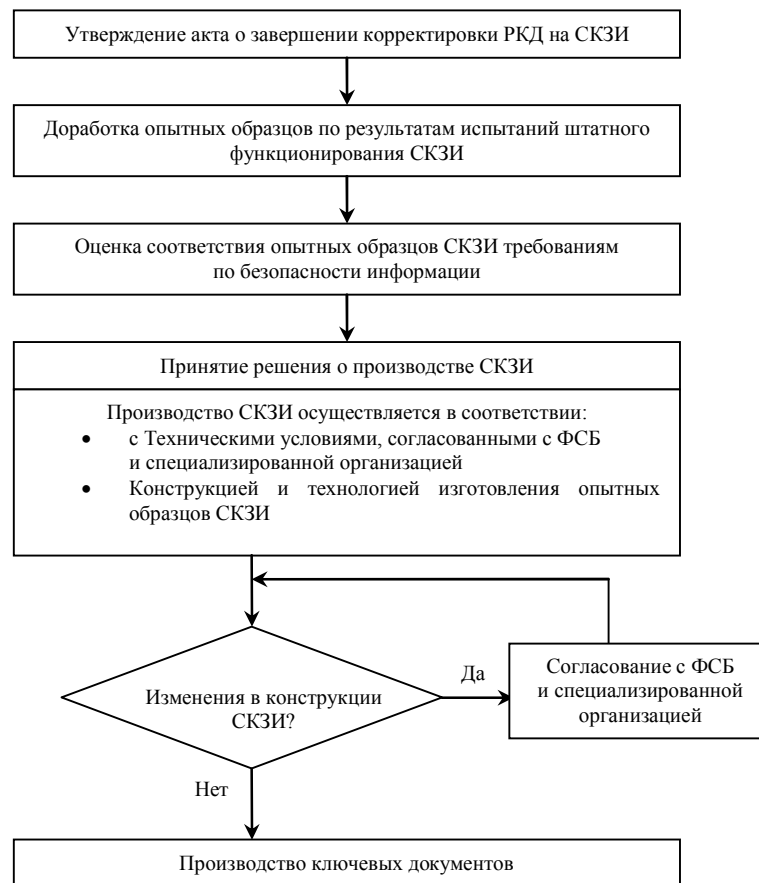 Утверждение акта о завершении корректировки РКД на СКЗИ
Доработка опытных образцов по результатам испытаний штатного
функционирования СКЗИ
Оценка соответствия опытных образцов СКЗИ требованиям
по безопасности информации
Принятие решения о производстве СКЗИ
Производство СКЗИ осуществляется в соответствии:
• с Техническими условиями, согласованными с ФСБ
и специализированной организацией
• Конструкцией и технологией изготовления опытных
образцов СКЗИ
Изменения в конструкции
СКЗИ?
Да
Согласование с ФСБ
и специализированной
организацией
Нет
Производство ключевых документов